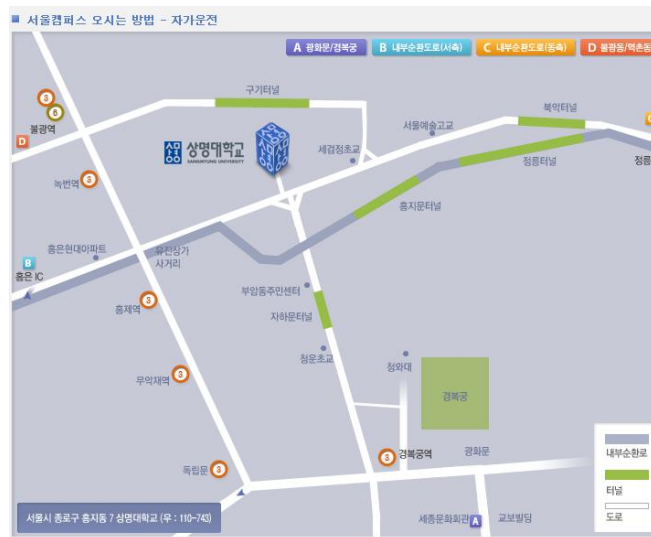 서울캠퍼스 오시는 방법 - 자가운전
A 광화문/경복궁
B 내부순환도로(서측)
C 내부순환도로(동측)
D 불광동/역촌동
구기터널
북악터널
3
6
불광역
D
서울예술고교
상명대학교
SANGMYUNG UNIVERSITY
세검정초교
정릉터널
정릉
녹번역 3
홍지문터널
홍은현대아파트
유진상가
사거리
B
홍은 IC
부암동주민센터
홍제역 3
자하문터널
청운초교
청와대
무악재역 3
경복궁
3 경복궁역
광화문
내부순환로
독립문 3
터널
서울시 종로구 홍지동 7 상명대학교 (우 : 110-743)
세종문화회관 A
교보빌딩
도로